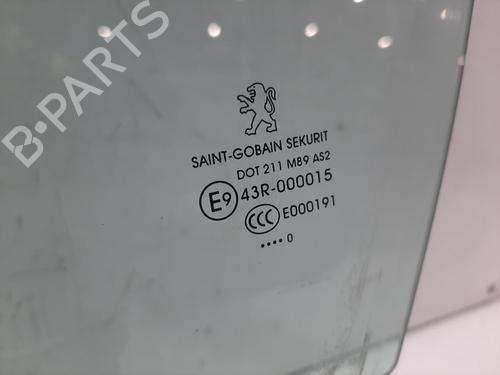 B-PARTS
SAINT-GOBAIN SEKURIT
DOT 211 M89 AS2
E9 43R-000015
CCC E000191
•••• 0